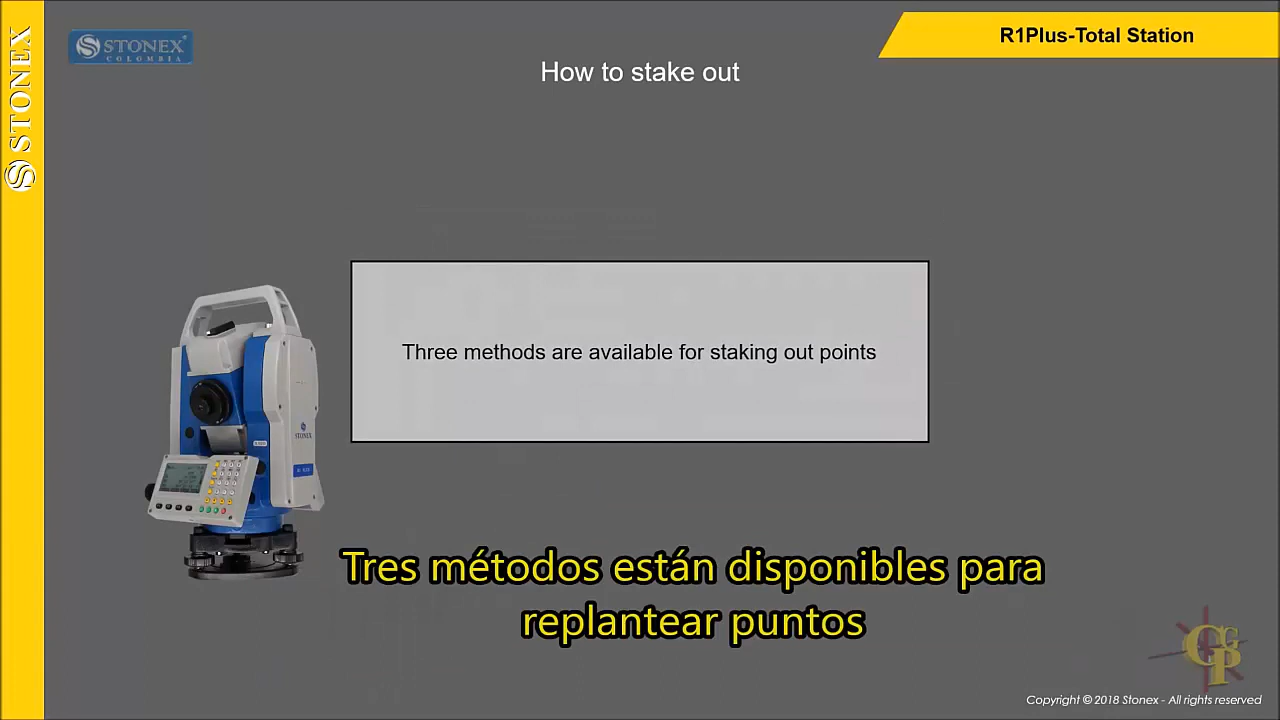 STONEX
STONEX
COLOMBIA
R1Plus-Total Station
How to stake out
Three methods are available for staking out points
STONEX
Tres métodos están disponibles para
replantear puntos
Copyright © 2018 Stonex - All rights reserved